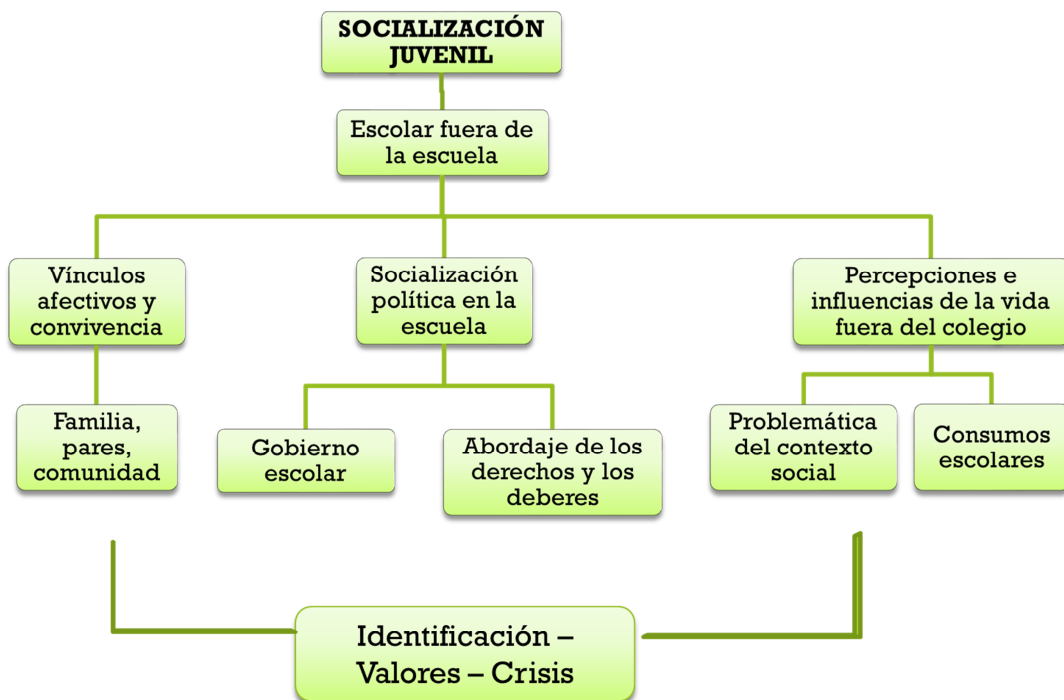 SOCIALIZACIÓN
JUVENIL
Escolar fuera de
la escuela
Vínculos
afectivos y
convivencia
Socialización
política en la
escuela
Percepciones e
influencias de la vida
fuera del colegio
Familia,
pares,
comunidad
Gobierno
escolar
Abordaje de los
derechos y los
deberes
Problemática
del contexto
social
Consumos
escolares
Identificación –
Valores – Crisis